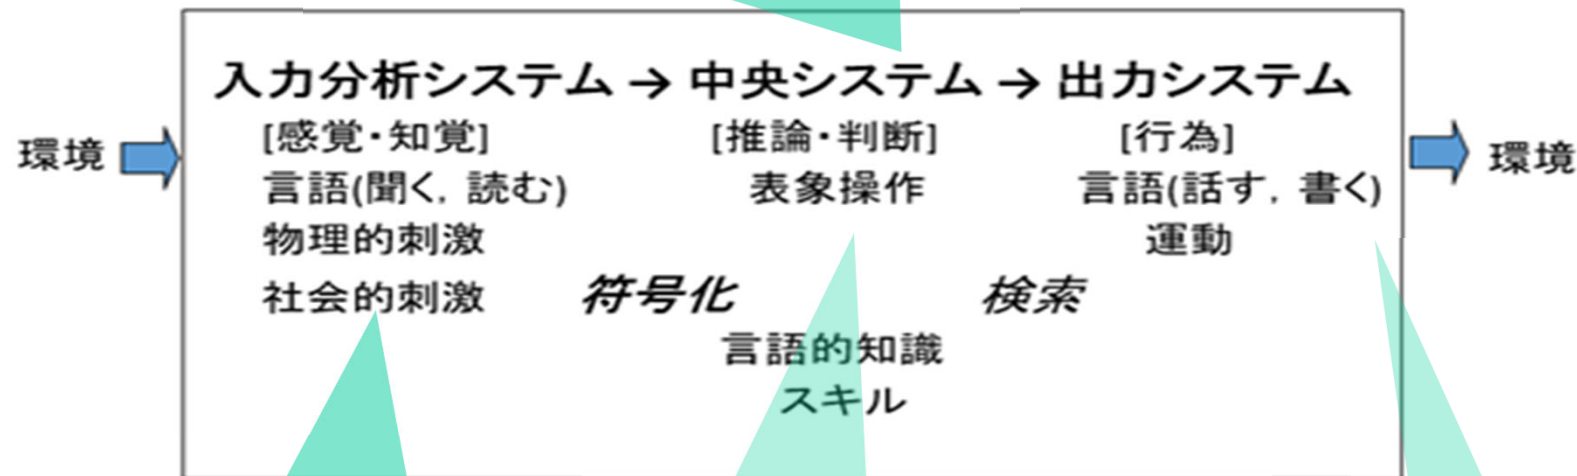 入力分析システム → 中央システム → 出力システム
[感覚・知覚] [推論・判断] [行為]
環境 環境
言語(聞く, 読む) 表象操作 言語(話す, 書く)
物理的刺激 運動
社会的刺激 符号化 検索
言語的知識
スキル